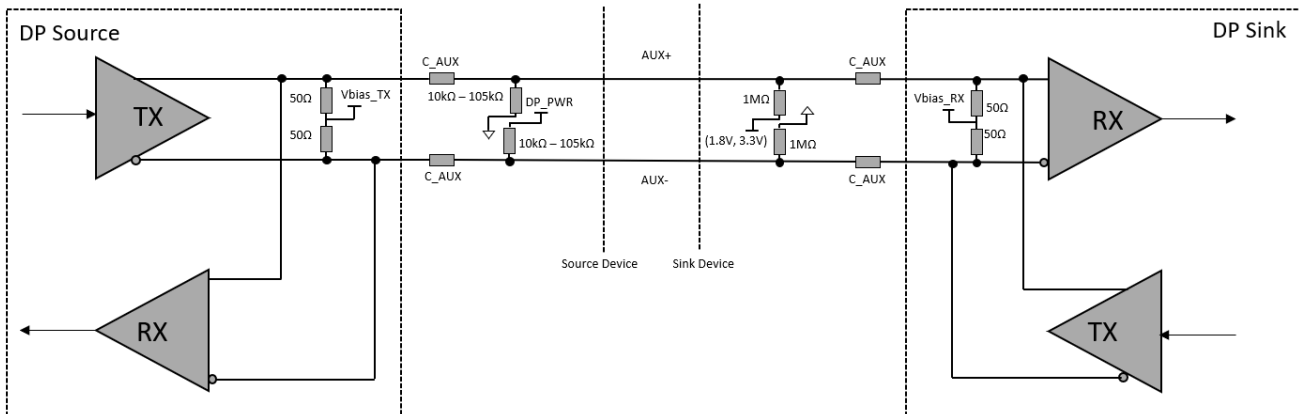 DP Source
DP Sink
TX
50Ω
50Ω
Vbias_TX
C_AUX
C_AUX
10kΩ – 105kΩ
DP_PWR
10kΩ – 105kΩ
AUX+
AUX-
Source Device
Sink Device
1MΩ
(1.8V, 3.3V)
1MΩ
C_AUX
C_AUX
Vbias_RX
50Ω
50Ω
RX
RX
TX